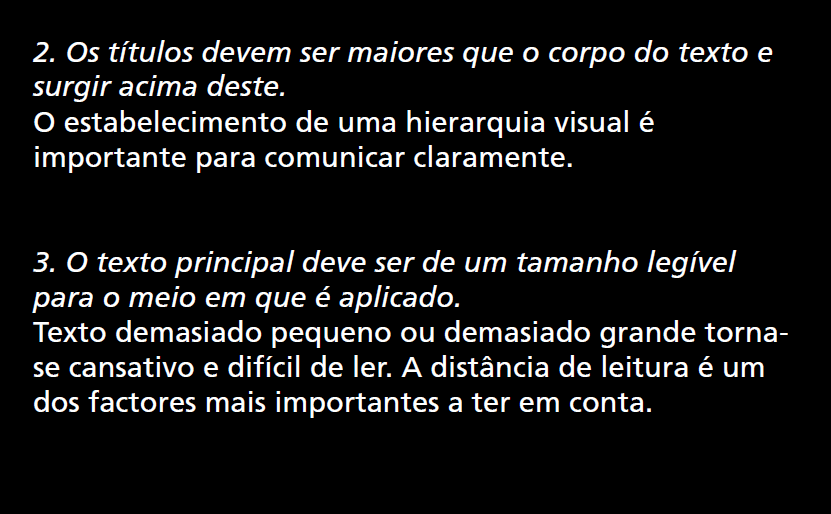 2. Os títulos devem ser maiores que o corpo do texto e
surgir acima deste.
O estabelecimento de uma hierarquia visual é
importante para comunicar claramente.
3. O texto principal deve ser de um tamanho legível
para o meio em que é aplicado.
Texto demasiado pequeno ou demasiado grande torna-
se cansativo e difícil de ler. A distância de leitura é um
dos factores mais importantes a ter em conta.